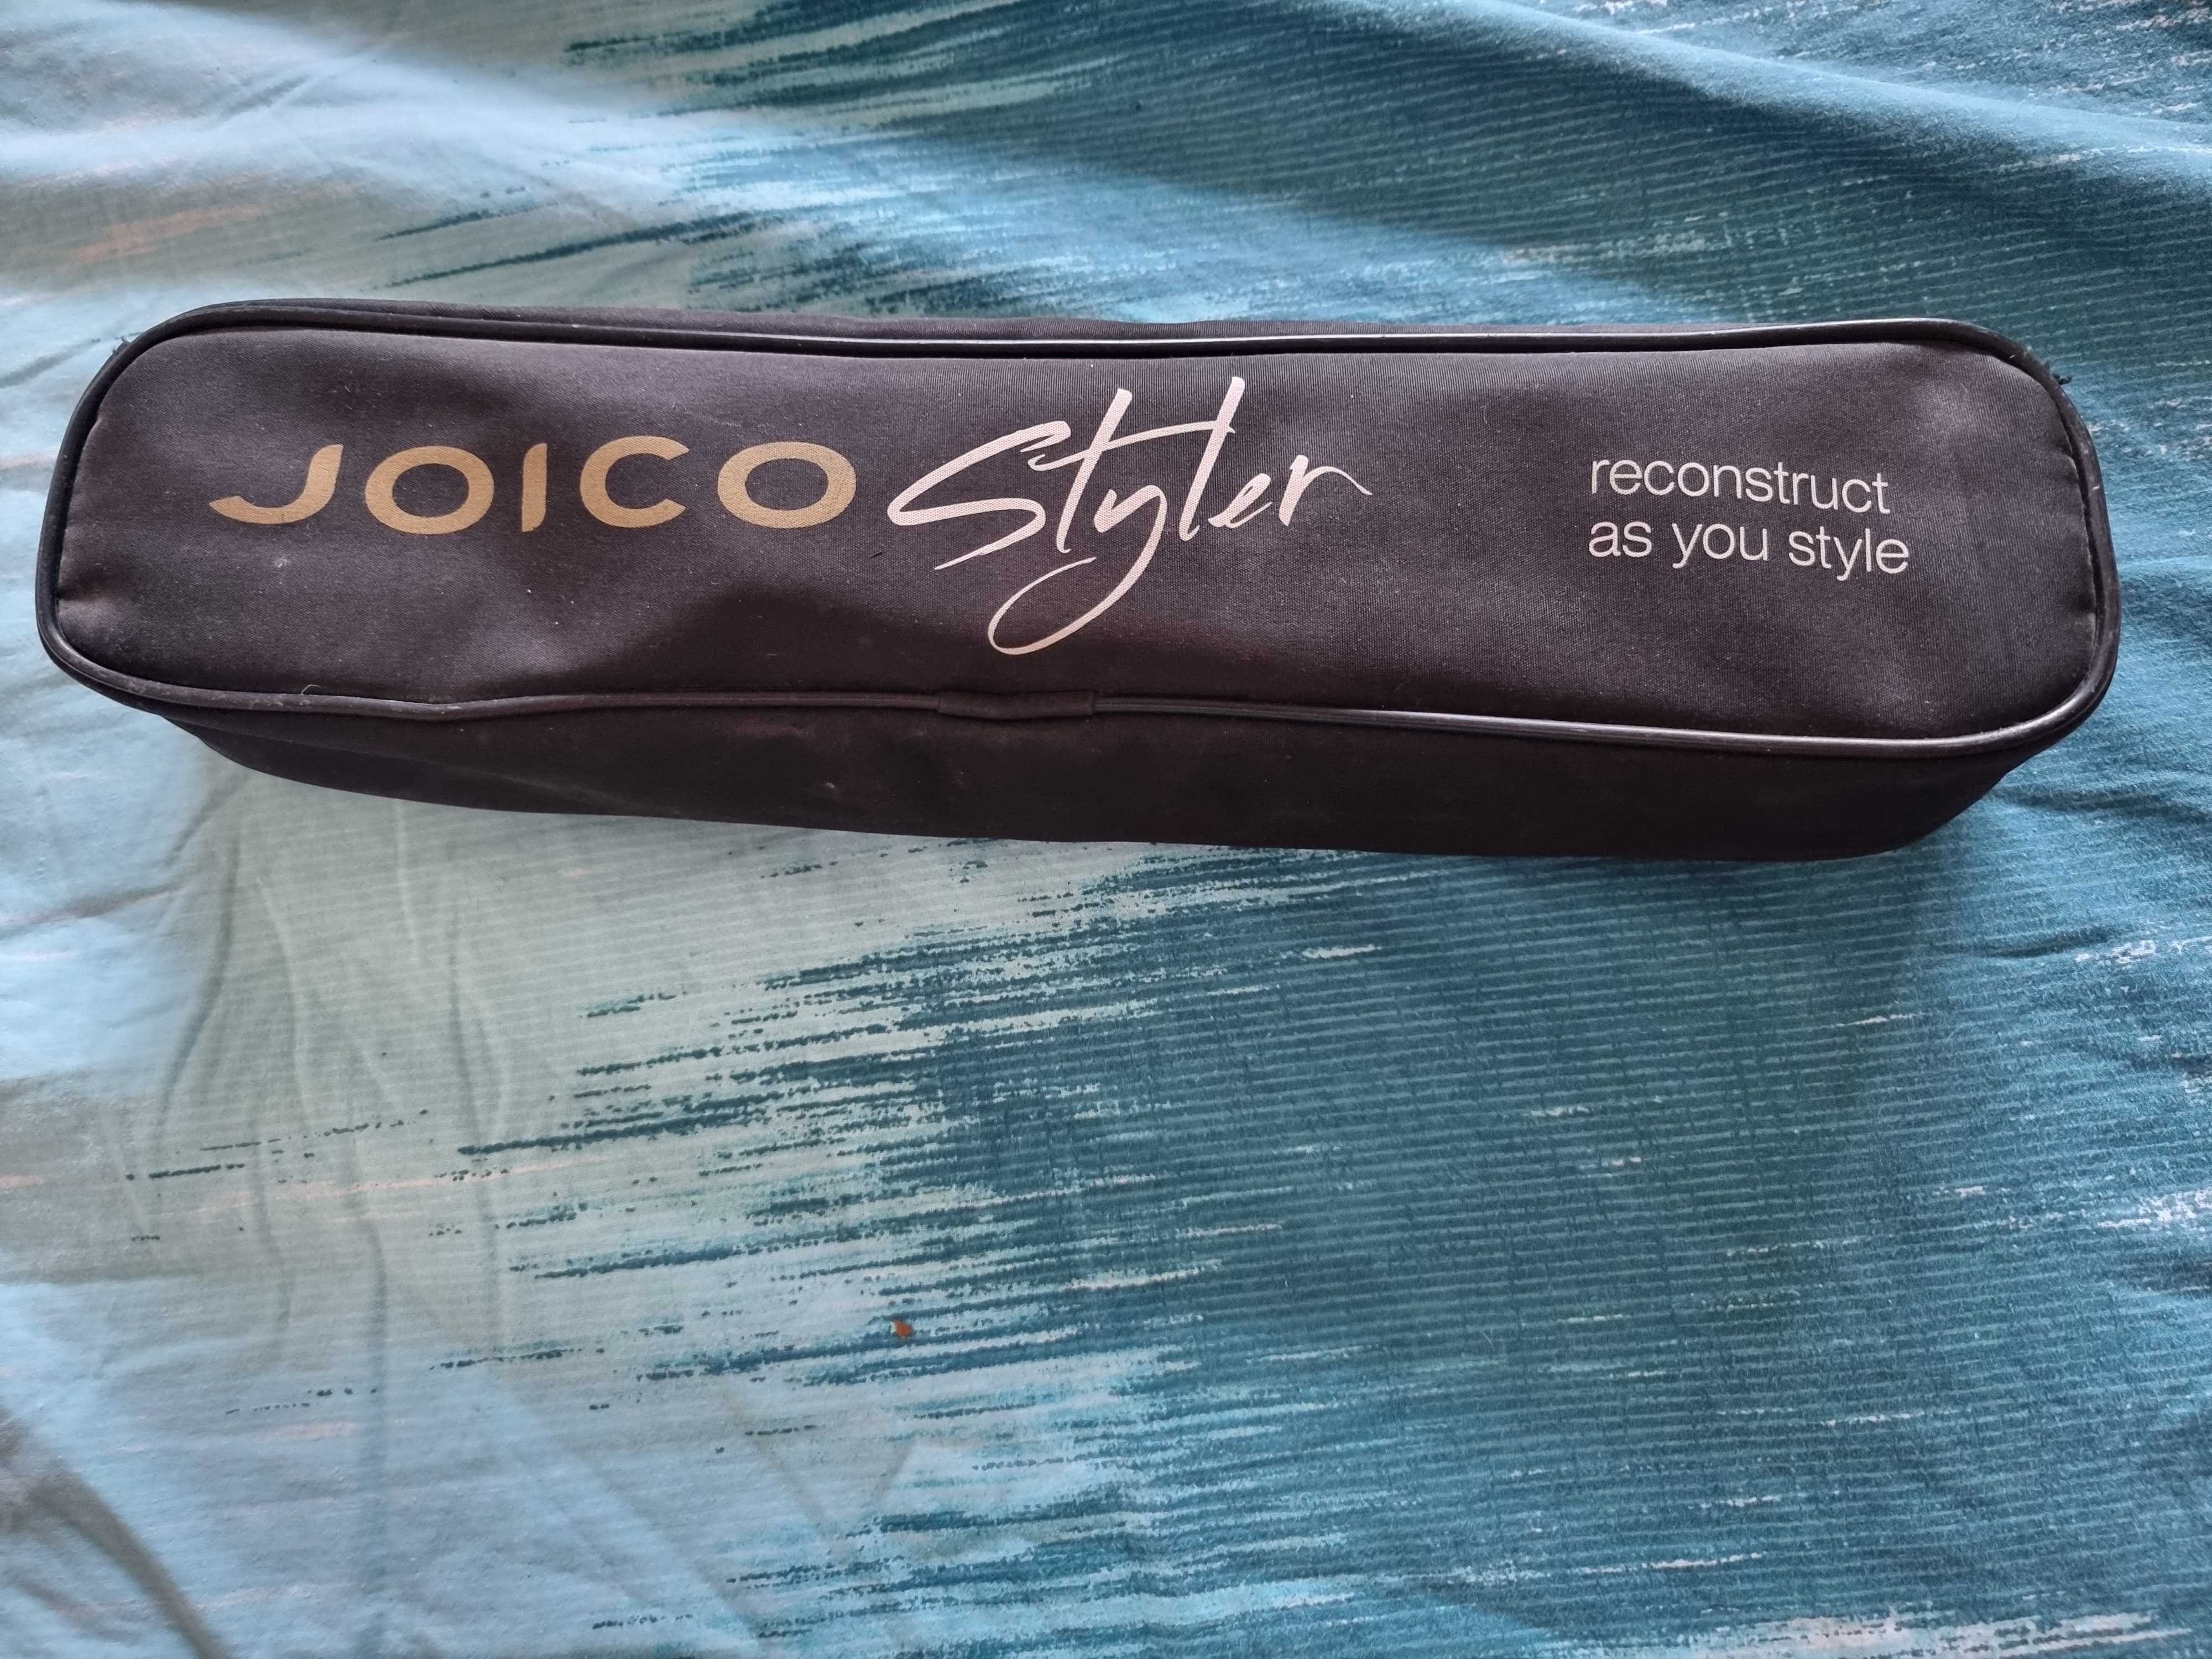 JOICO Styler
reconstruct
as you style